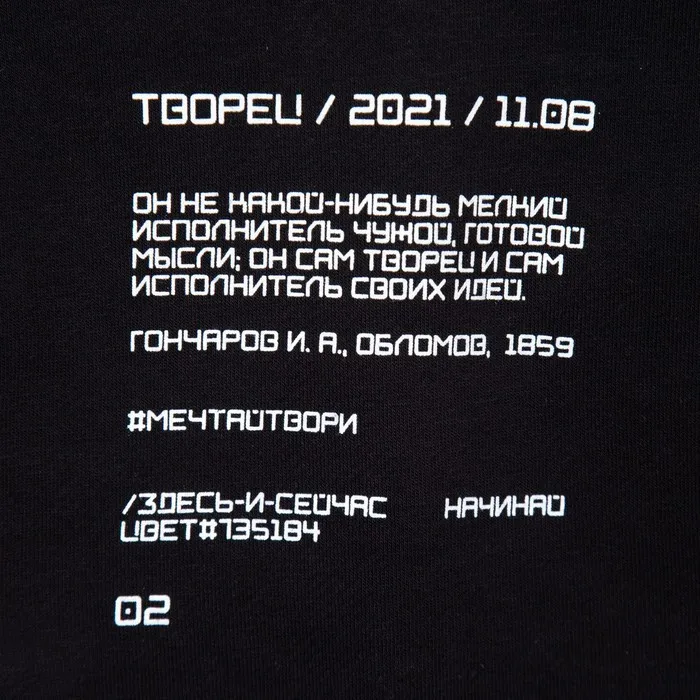 ТВОРЕЦ / 2021 / 11.08
ОН НЕ КАКОЙ-НИБУДЬ МЕЛКИЙ
ИСПОЛНИТЕЛЬ ЧУЖОЙ, ГОТОВОЙ
МЫСЛИ; ОН САМ ТВОРЕЦ И САМ
ИСПОЛНИТЕЛЬ СВОИХ ИДЕЙ.
ГОНЧАРОВ И. А., ОБЛОМОВ, 1859
#МЕЧТАЙТВОРИ
/ЗДЕСЬ-И-СЕЙЧАС НАЧИНАЙ
ЦВЕТ#735184
02